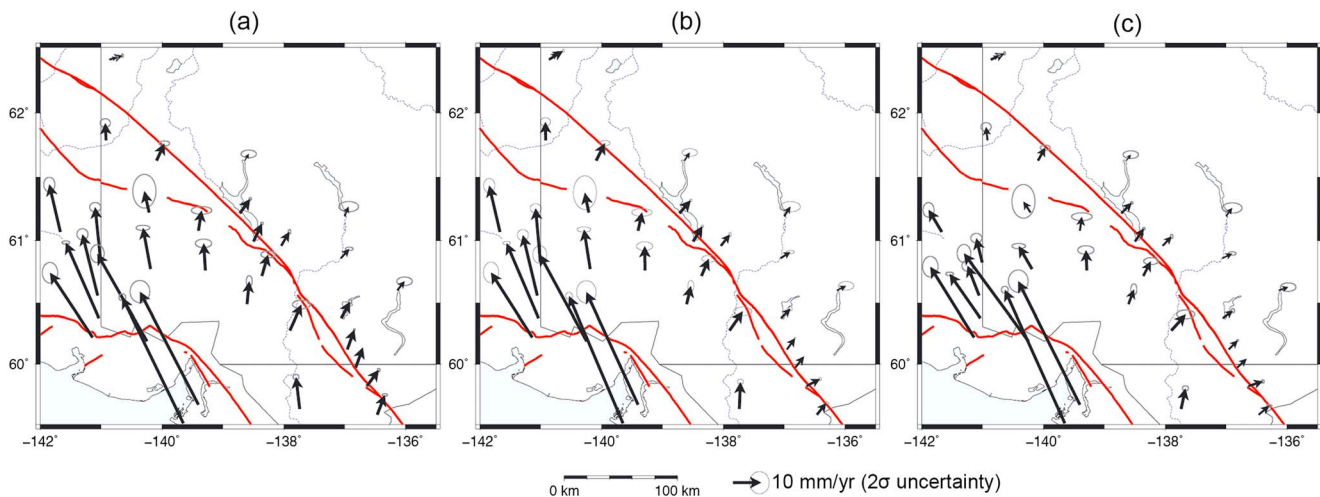 (a) (b) (c)
62˚ 62˚ 62˚
61˚ 61˚ 61˚
60˚ 60˚ 60˚
−142˚ −140˚ −138˚ −136˚ −142˚ −140˚ −138˚ −136˚ −142˚ −140˚ −138˚ −136˚
0 km 100 km 10 mm/yr (2σ uncertainty)